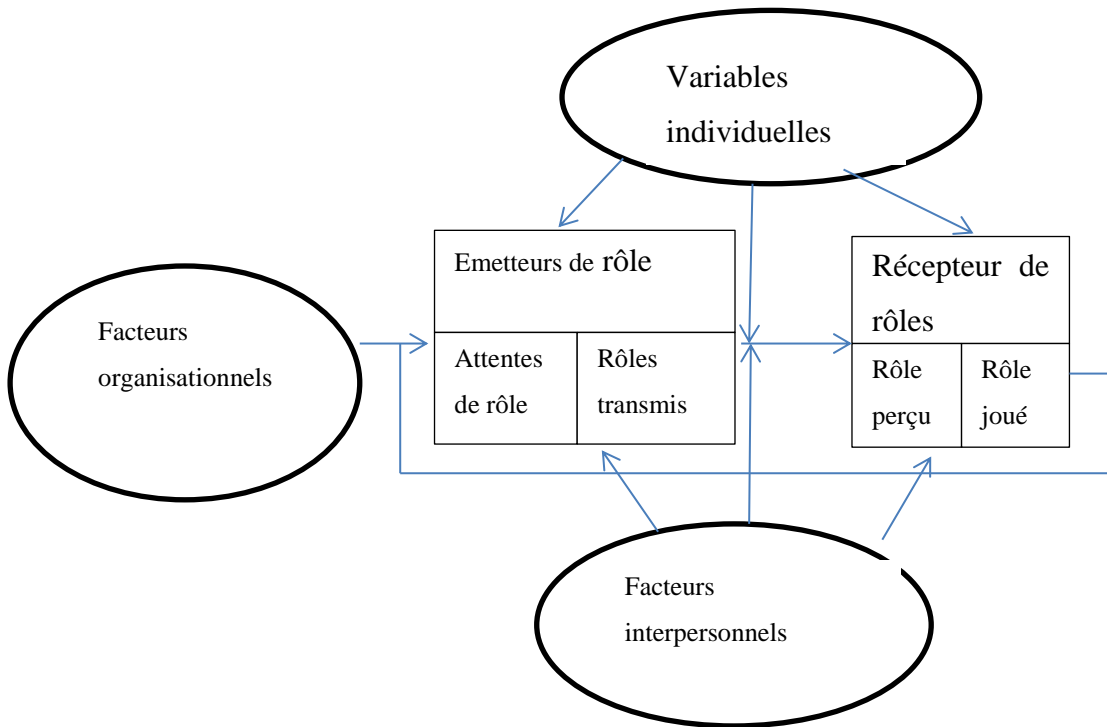 Variables
individuelles
Emetteurs de rôle
Récepteur de
rôles
Facteurs
organisationnels
Attentes
de rôle
Rôles
transmis
Rôle
perçu
Rôle
joué
Facteurs
interpersonnels